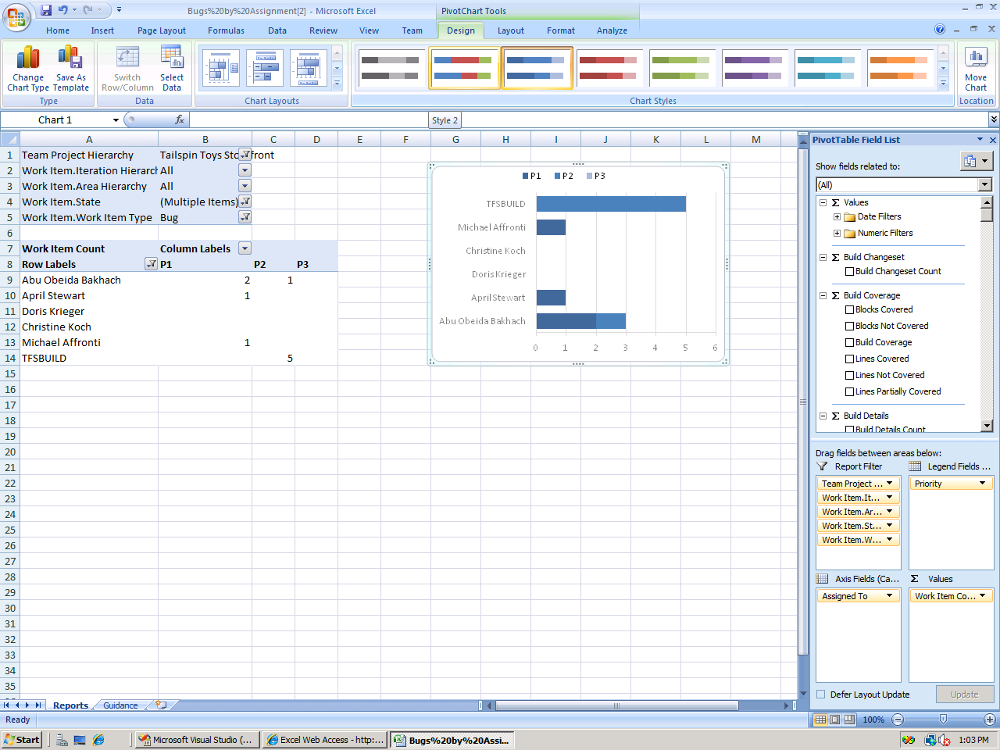 Bugs%20by%20Assignment[2] - Microsoft Excel
PivotChart Tools
Home Insert Page Layout Formulas Data Review View Team Design Layout Format Analyze
Change Chart Type
Save As Template
Switch Row/Column
Select Data
Move Chart
Type Data Chart Layouts Chart Styles Location
Chart 1
fx
Style 2
A B C D E F G H I J K L M
1 Team Project Hierarchy Tailspin Toys Sto front
2 Work Item.Iteration Hierarch All
3 Work Item.Area Hierarchy All
4 Work Item.State (Multiple Items)
5 Work Item.Work Item Type Bug
6
7 Work Item Count Column Labels
8 Row Labels P1 P2 P3
9 Abu Obeida Bakhach 2 1
10 April Stewart 1
11 Doris Krieger
12 Christine Koch
13 Michael Affronti 1
14 TFSBUILD 5
15
16
17
18
19
20
21
22
23
24
25
26
27
28
29
30
31
32
33
34
35
P1 P2 P3
TFSBUILD
Michael Affronti
Christine Koch
Doris Krieger
April Stewart
Abu Obeida Bakhach
0 1 2 3 4 5 6
PivotTable Field List
Show fields related to:
(All)
Σ Values
Date Filters
Numeric Filters
Σ Build Changeset
Build Changeset Count
Σ Build Coverage
Blocks Covered
Blocks Not Covered
Build Coverage
Lines Covered
Lines Not Covered
Lines Partially Covered
Σ Build Details
Build Details Count
Drag fields between areas below:
Report Filter
Legend Fields ...
Team Project ...
Work Item.It...
Work Item.Ar...
Work Item.St...
Work Item.W...
Priority
Axis Fields (Ca...
Σ Values
Assigned To
Work Item Co...
Defer Layout Update
Update
Reports Guidance
Ready
100%
Start
Microsoft Visual Studio (...
Excel Web Access - http:...
Bugs%20by%20Assi...
1:03 PM